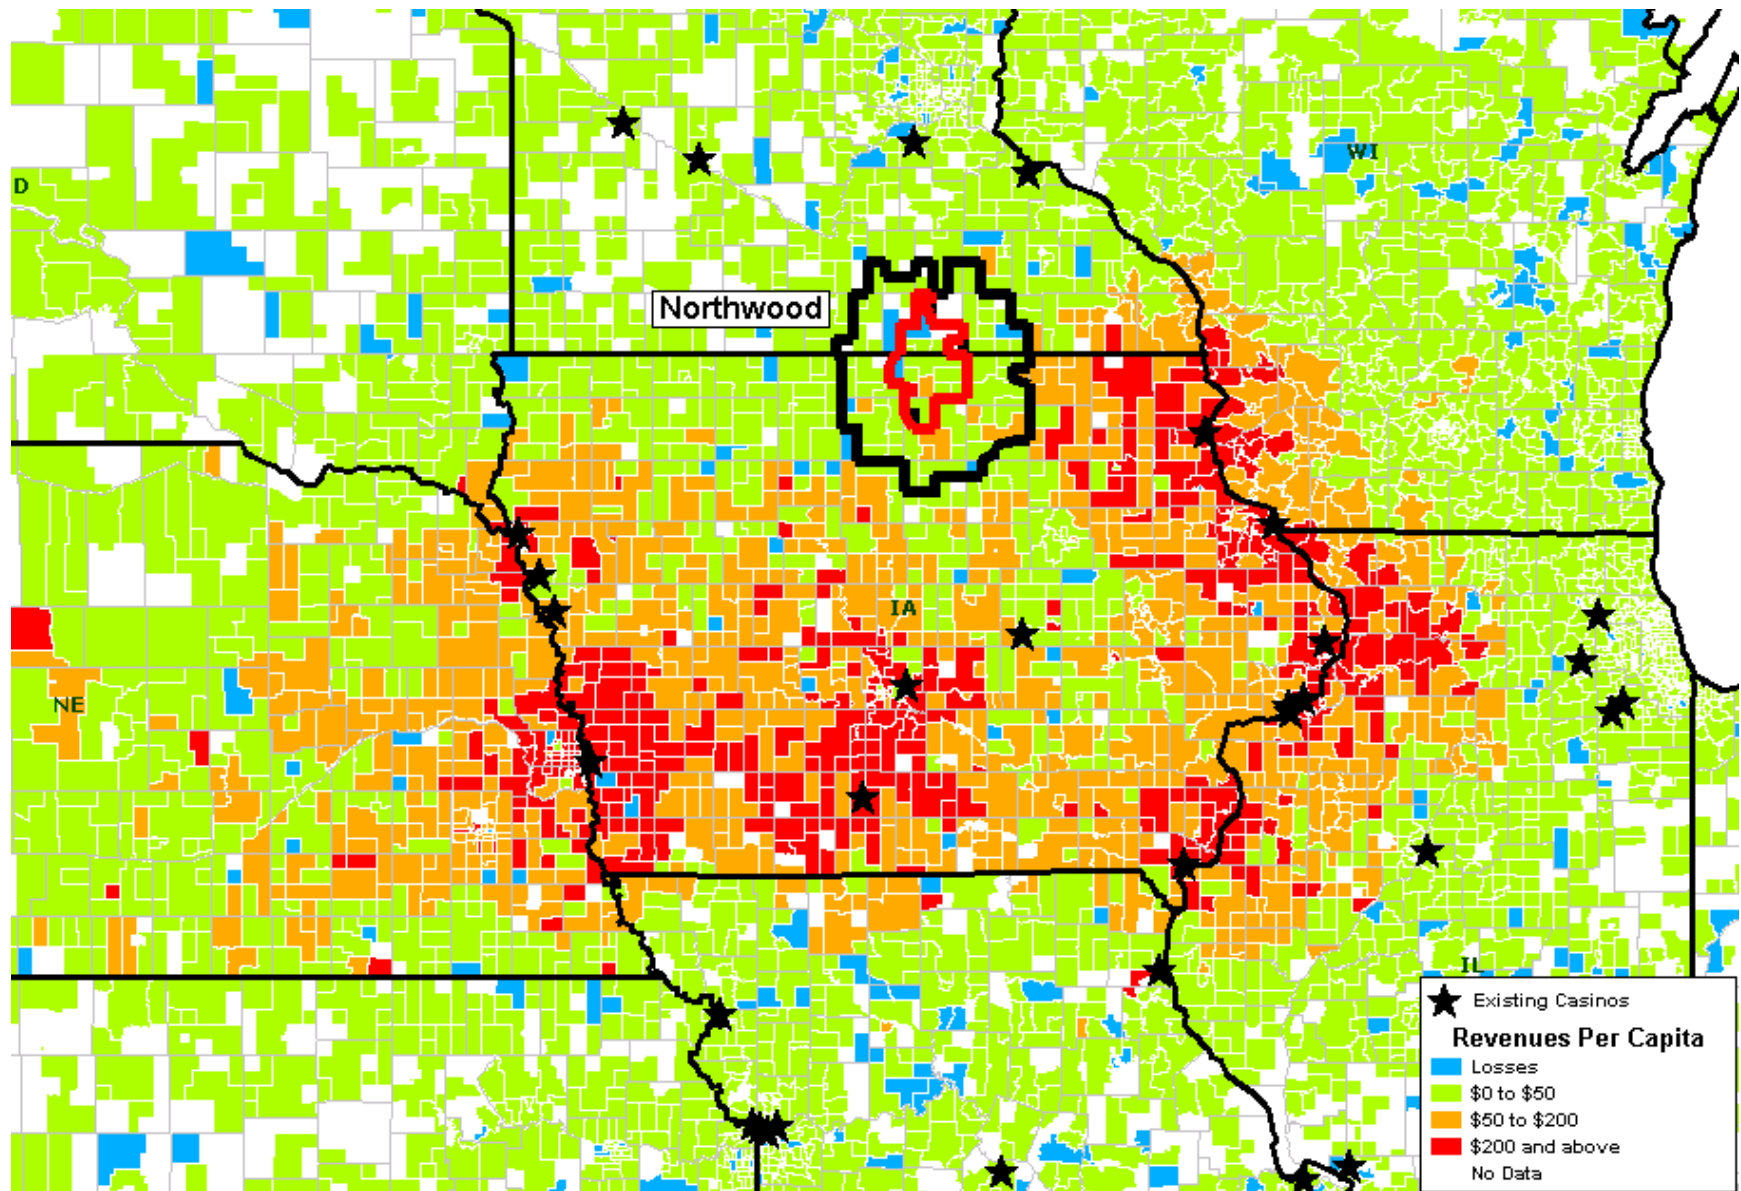 WI
D
Northwood
IA
NE
IL
Existing Casinos
Revenues Per Capita
Losses
$0 to $50
$50 to $200
$200 and above
No Data